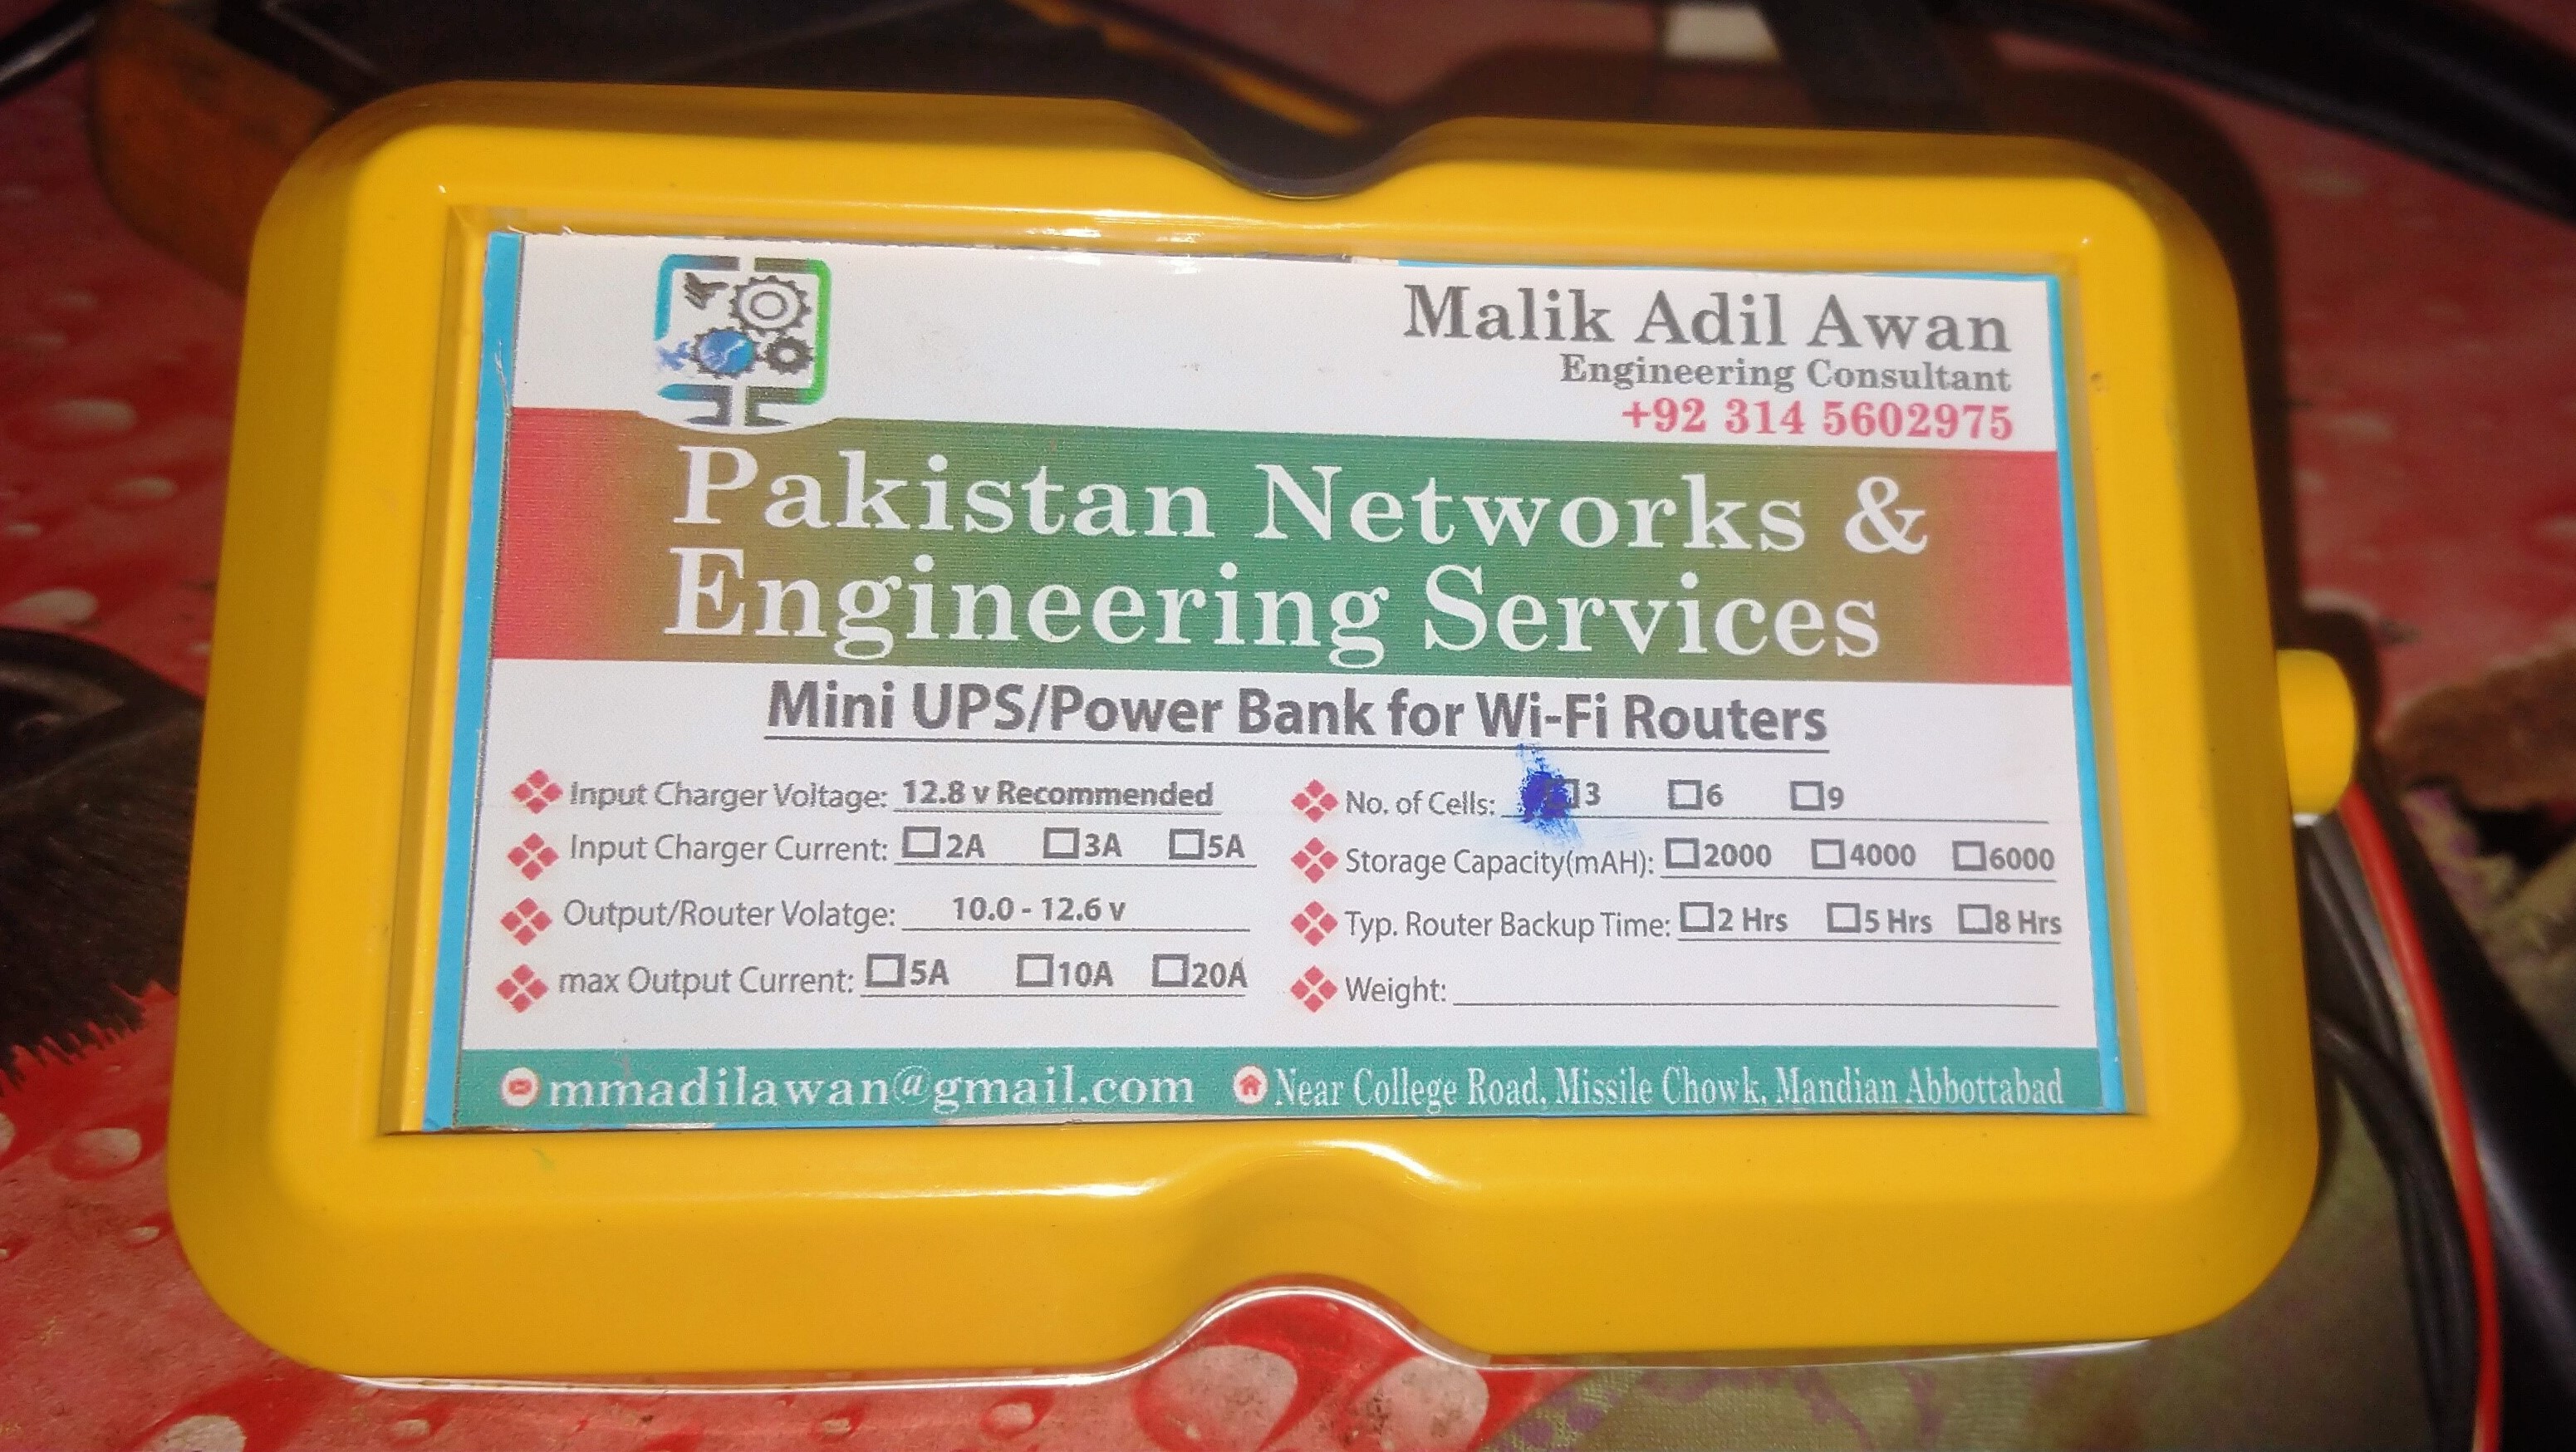 Malik Adil Awan
Engineering Consultant
+92 314 5602975
Pakistan Networks &
Engineering Services
Mini UPS/Power Bank for Wi-Fi Routers
Input Charger Voltage: 12.8 v Recommended
Input Charger Current: 2A 3A 5A
Output/Router Volatge: 10.0 - 12.6 v
max Output Current: 5A 10A 20A
No. of Cells: 3 6 9
Storage Capacity(mAH): 2000 4000 6000
Typ. Router Backup Time: 2 Hrs 5 Hrs 8 Hrs
Weight:
mmadilawan@gmail.com
Near College Road, Missile Chowk, Mandian Abbottabad